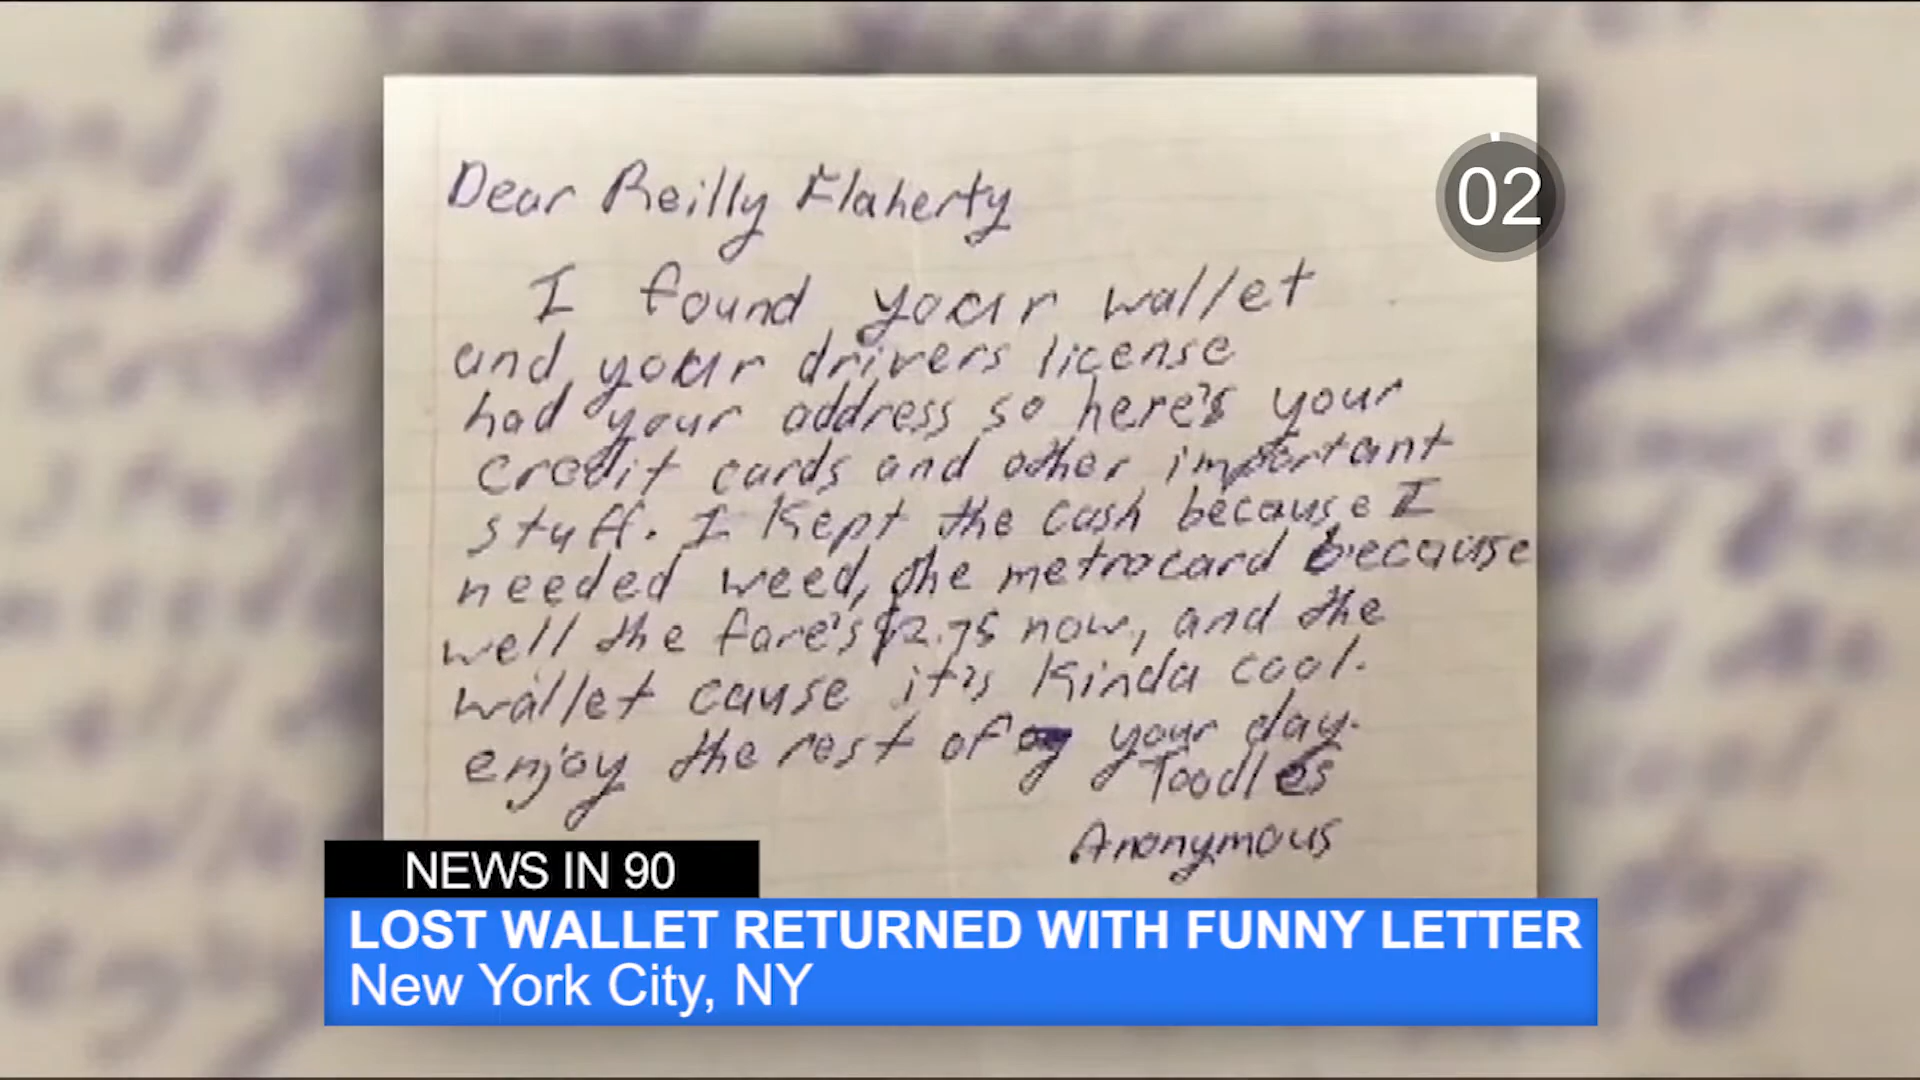 Dear Reilly Flaherty
02
I found your wallet
and your drivers license
had your address so here's your
credit cards and other important
stuff. I kept the cash because I
needed weed, the metrocard because
well the fare's $2.75 now, and the
wallet cause it's kinda cool.
enjoy the rest of your day.
Toodles
Anonymous
NEWS IN 90
LOST WALLET RETURNED WITH FUNNY LETTER
New York City, NY